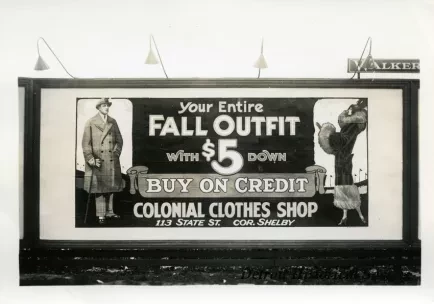 WALKER
Your Entire
FALL OUTFIT
WITH $5 DOWN
BUY ON CREDIT
COLONIAL CLOTHES SHOP
113 STATE ST. COR. SHELBY